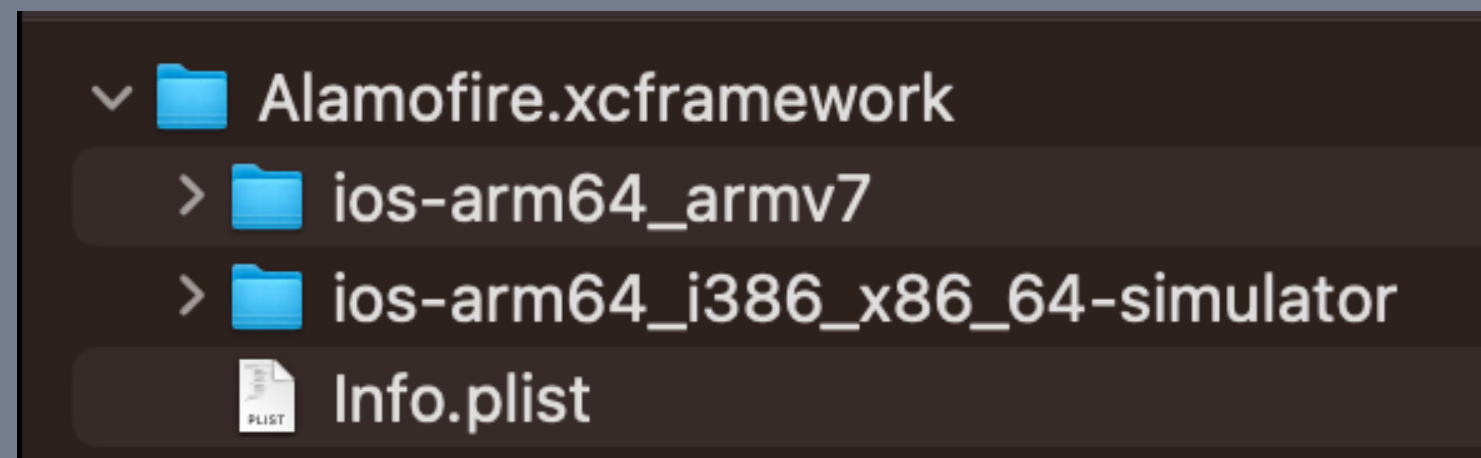 Alamofire.xcframework
ios-arm64_armv7
ios-arm64_i386_x86_64-simulator
Info.plist
PLIST